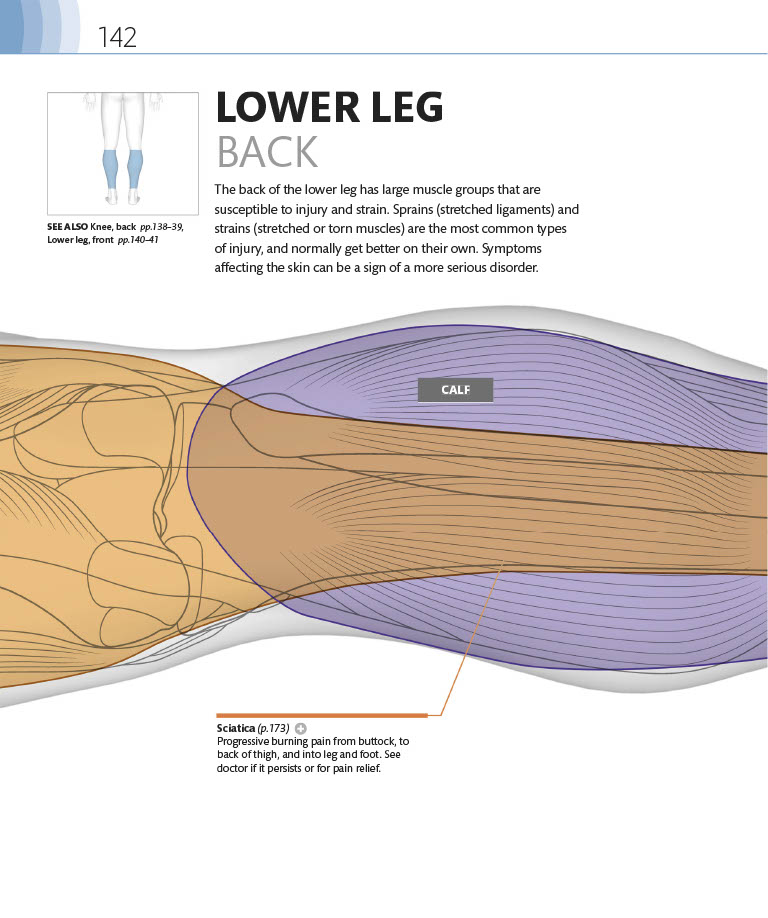 142
LOWER LEG
BACK
The back of the lower leg has large muscle groups that are
susceptible to injury and strain. Sprains (stretched ligaments) and
strains (stretched or torn muscles) are the most common types
of injury, and normally get better on their own. Symptoms
affecting the skin can be a sign of a more serious disorder.
SEE ALSO Knee, back pp.138–39,
Lower leg, front pp.140–41
CALF
Sciatica (p.173)
Progressive burning pain from buttock, to
back of thigh, and into leg and foot. See
doctor if it persists or for pain relief.